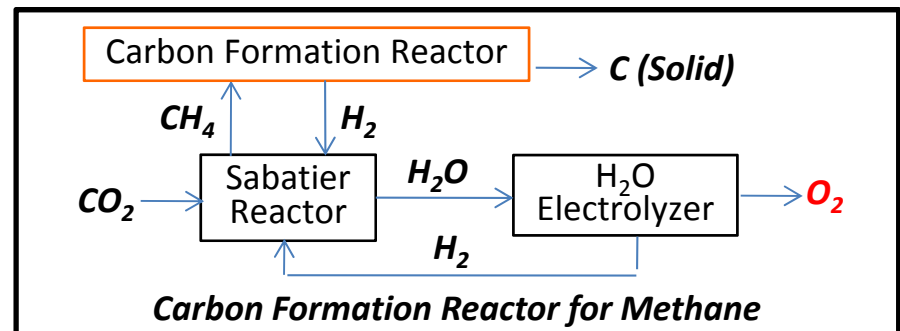 Carbon Formation Reactor
C (Solid)
CH₄
H₂
Sabatier
Reactor
CO₂
H₂O
H₂O
Electrolyzer
O₂
H₂
Carbon Formation Reactor for Methane